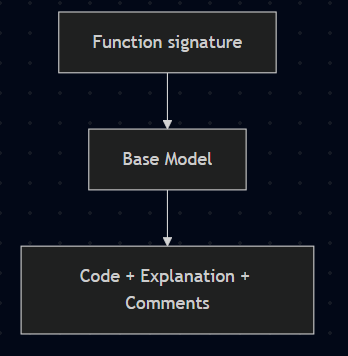 Function signature
Base Model
Code + Explanation +
Comments